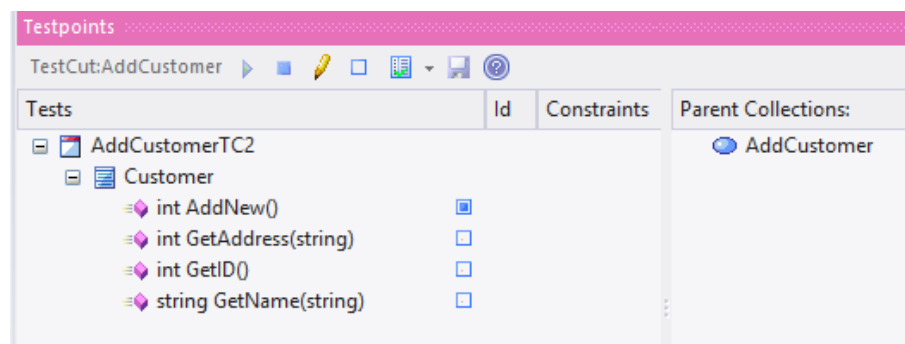 Testpoints
TestCut:AddCustomer
Tests Id Constraints Parent Collections:
AddCustomerTC2 AddCustomer
Customer
int AddNew()
int GetAddress(string)
int GetID()
string GetName(string)